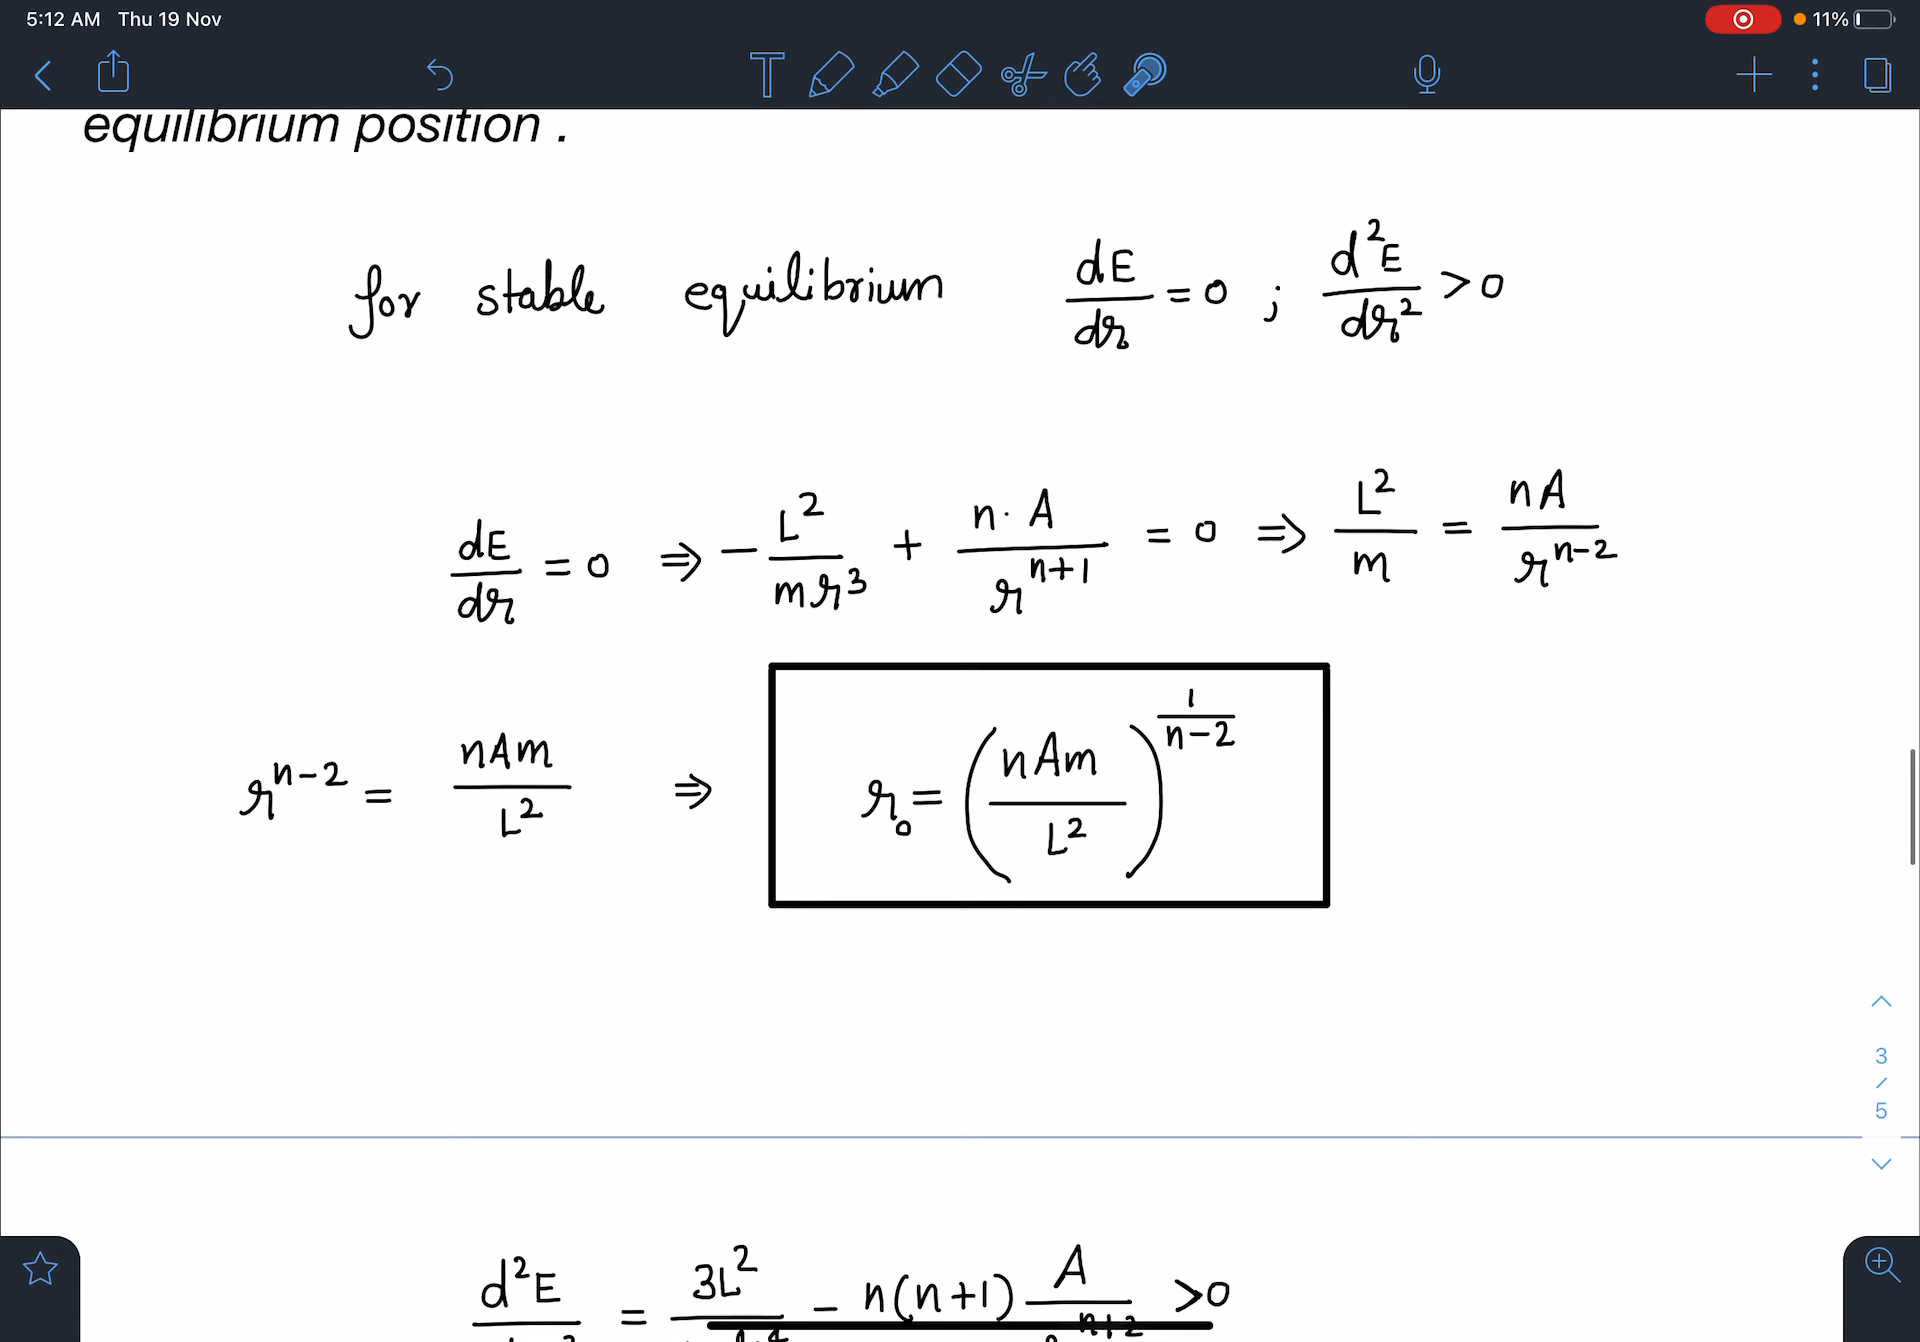 5:12 AM Thu 19 Nov 11%
equilibrium position .
for stable equilibrium dE/dr = 0 ; d²E/dr² > 0
dE/dr = 0 ⇒ - L²/mr³ + n·A/r^(n+1) = 0 ⇒ L²/m = nA/r^(n-2)
r^(n-2) = nAm/L² ⇒ r₀ = (nAm/L²)^(1/(n-2))
3
/
5
d²E = 3L² - n(n+1) A/r^(n+2) >0